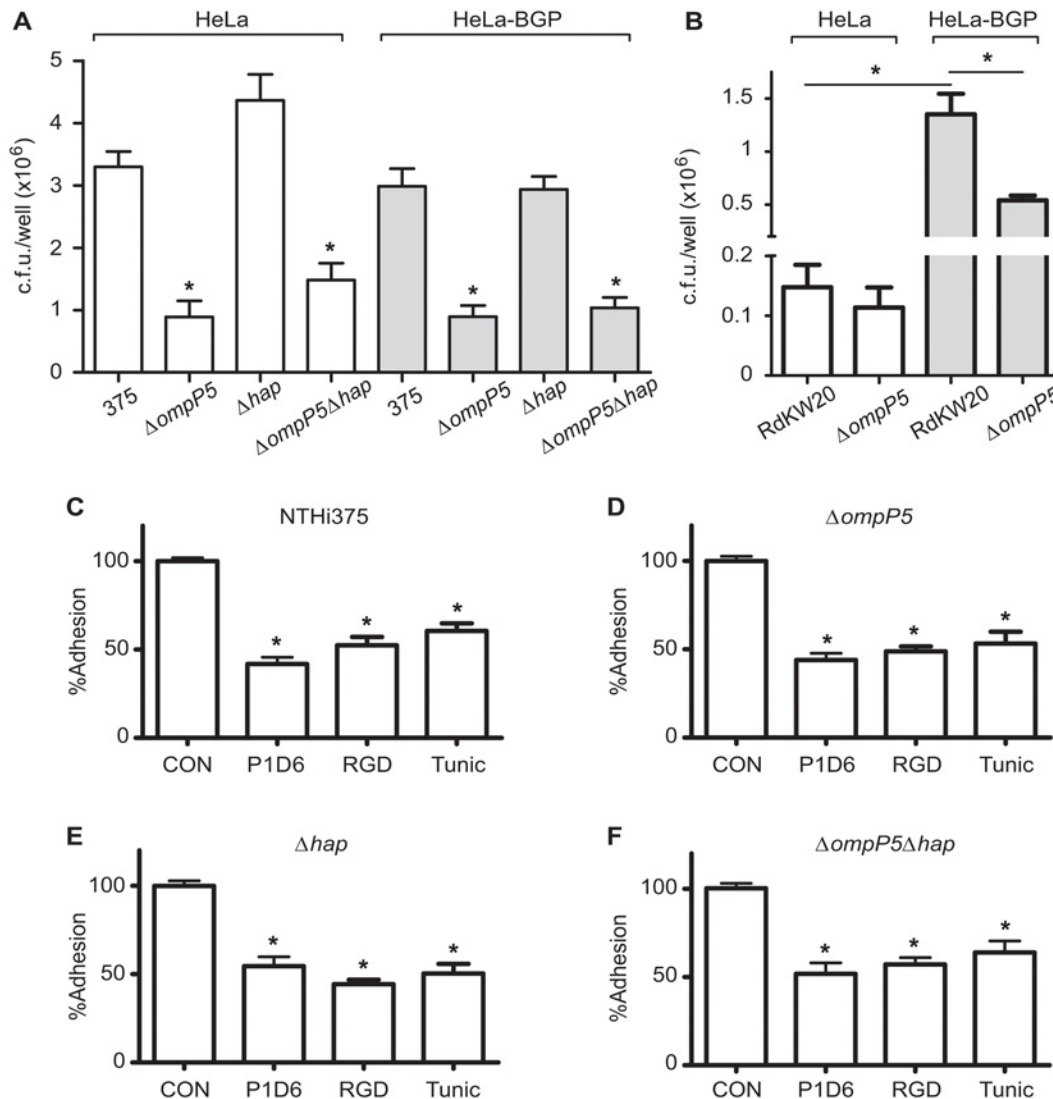 A
HeLa
HeLa-BGP
c.f.u./well (x10⁶)
5
4
3
2
1
0
*
*
*
*
375
ΔompP5
Δhap
ΔompP5Δhap
375
ΔompP5
Δhap
ΔompP5Δhap
B
HeLa
HeLa-BGP
c.f.u./well (x10⁶)
*
*
1.5
1
0.5
0.2
0.1
0
RdKW20
ΔompP5
RdKW20
ΔompP5
C
NTHi375
%Adhesion
100
50
0
*
*
*
CON P1D6 RGD Tunic
D
ΔompP5
%Adhesion
100
50
0
*
*
*
CON P1D6 RGD Tunic
E
Δhap
%Adhesion
100
50
0
*
*
*
CON P1D6 RGD Tunic
F
ΔompP5Δhap
%Adhesion
100
50
0
*
*
*
CON P1D6 RGD Tunic